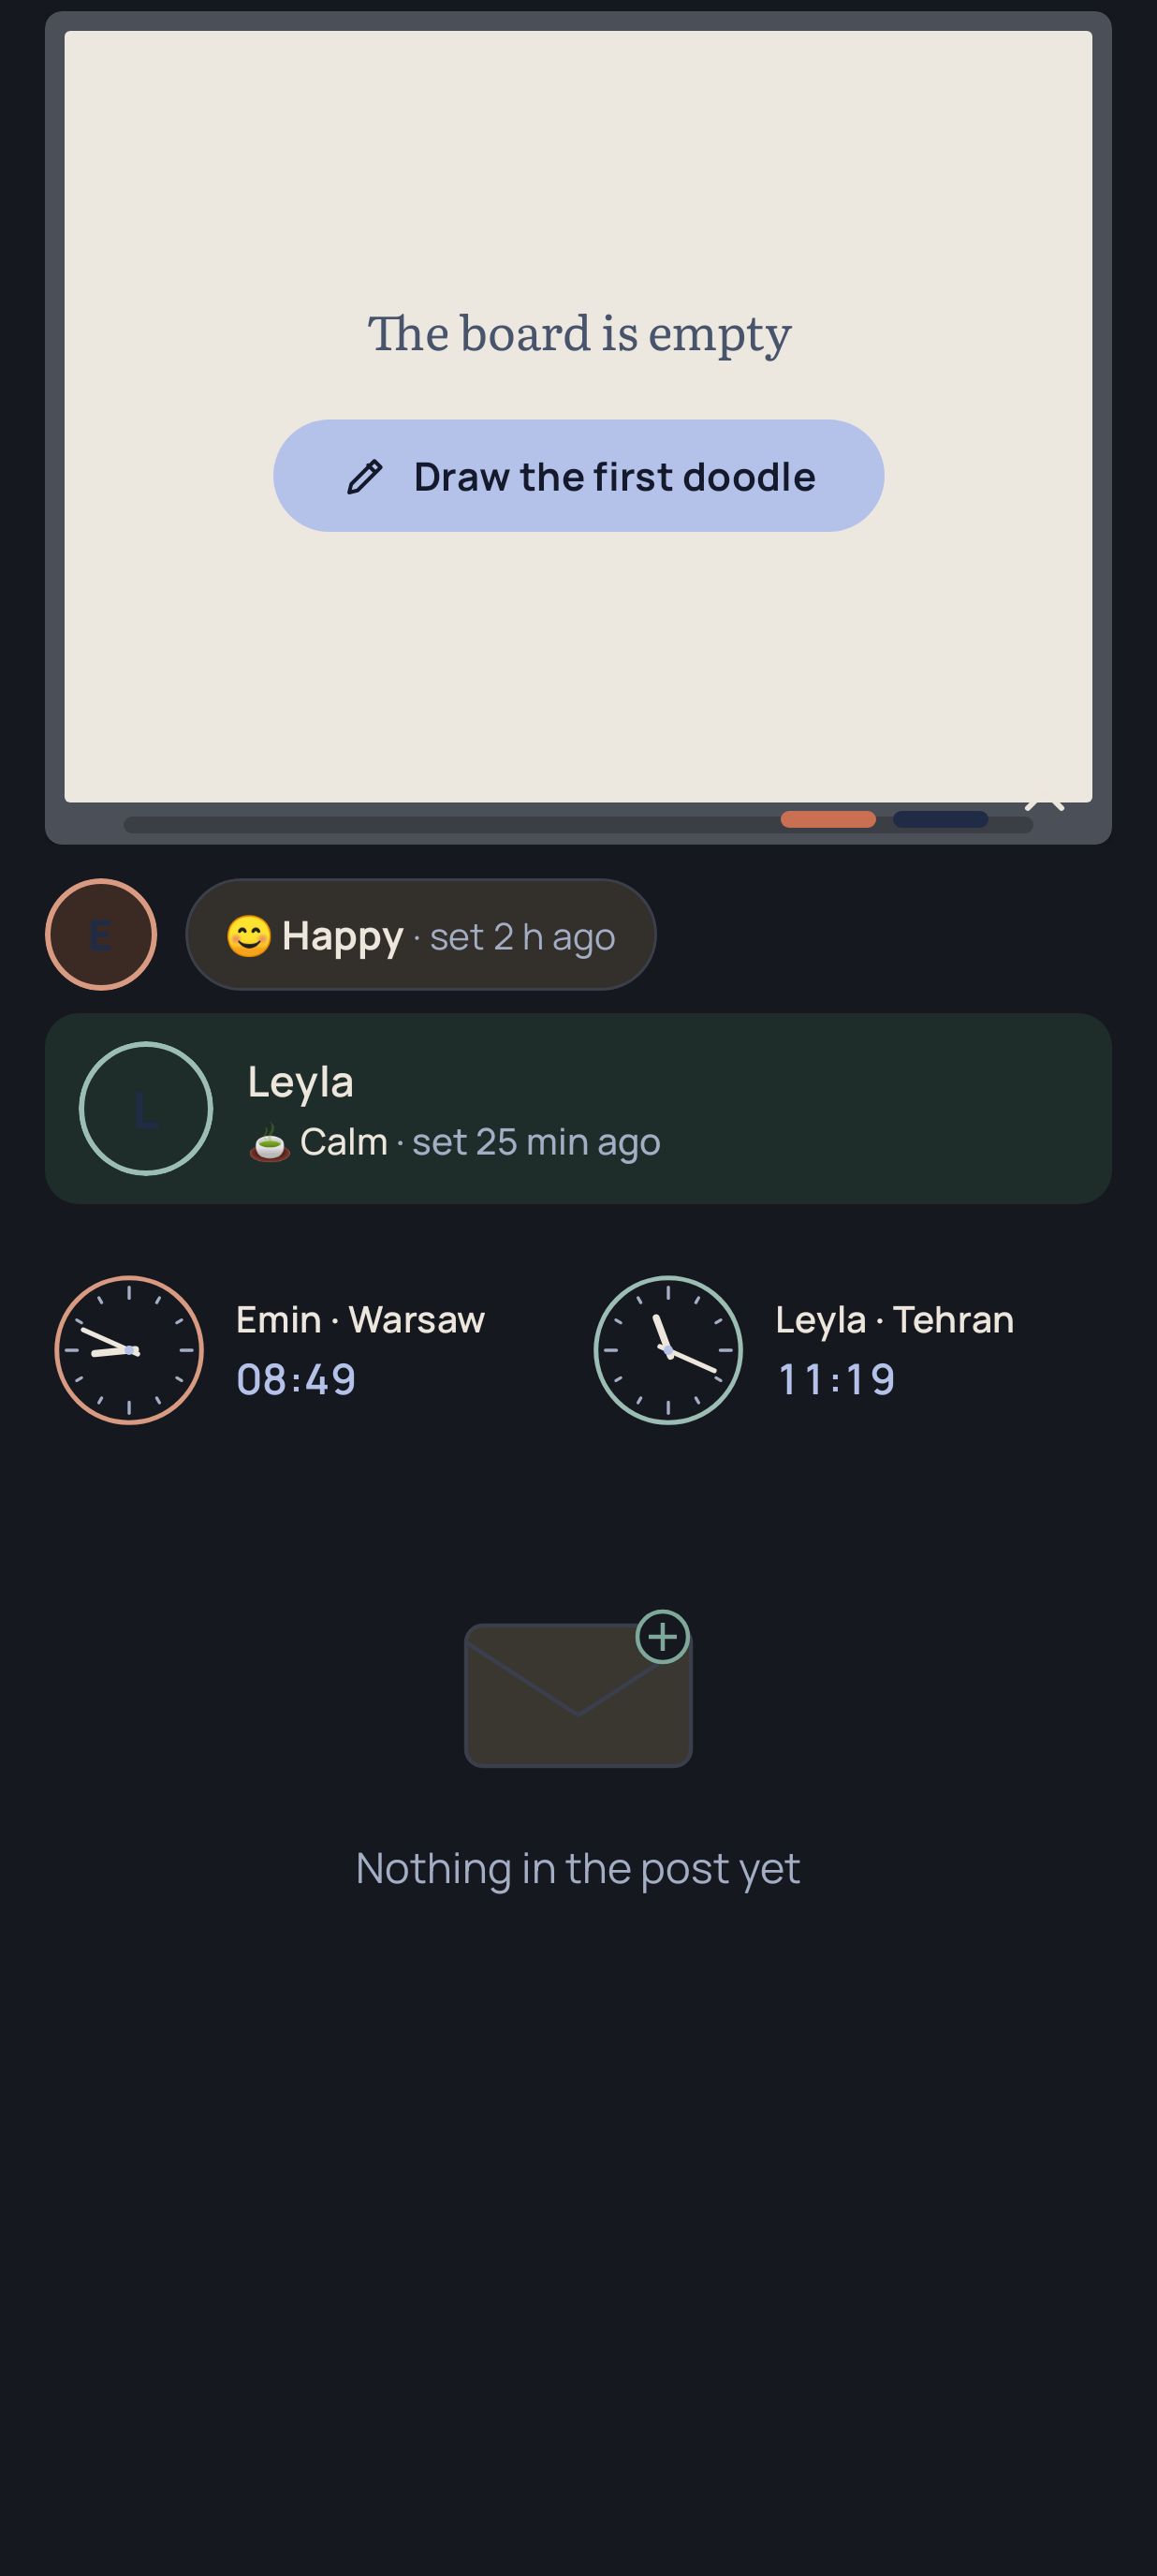 The board is empty
Draw the first doodle
E
😊 Happy · set 2 h ago
L
Leyla
🍵 Calm · set 25 min ago
Emin · Warsaw
08:49
Leyla · Tehran
11:19
Nothing in the post yet